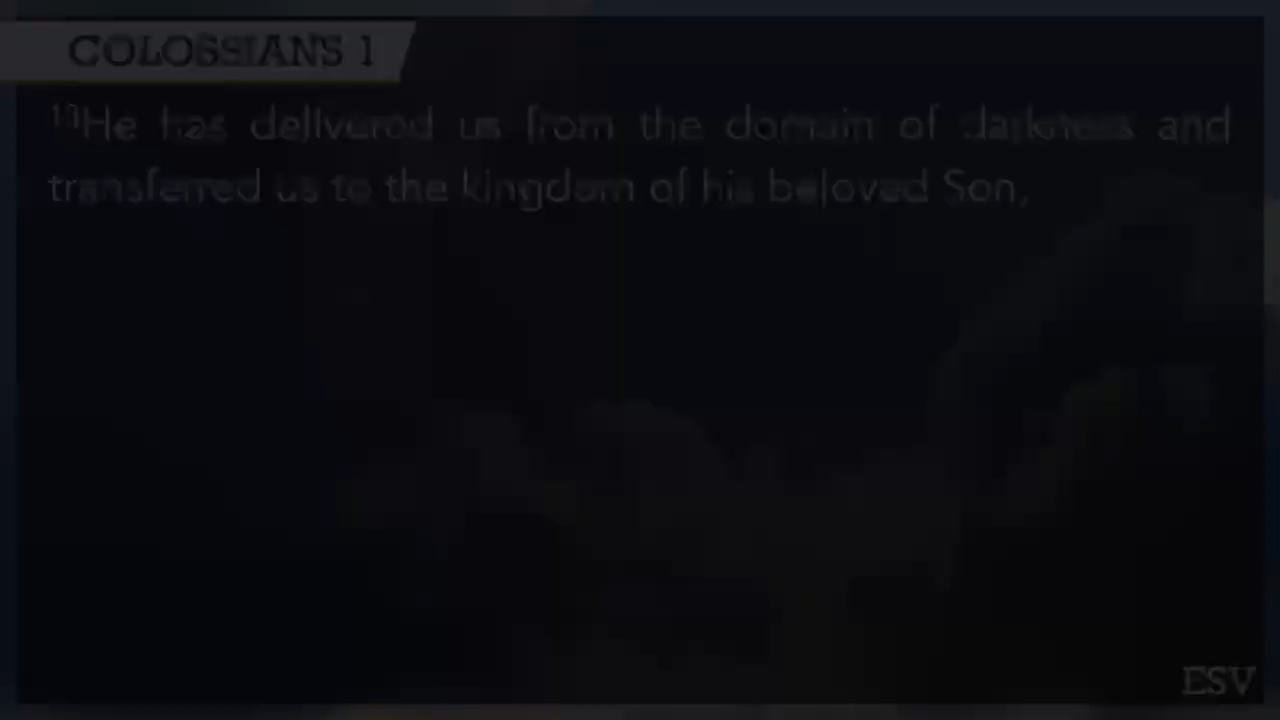 COLOSSIANS 1
13He has delivered us from the domain of darkness and
transferred us to the kingdom of his beloved Son,
ESV